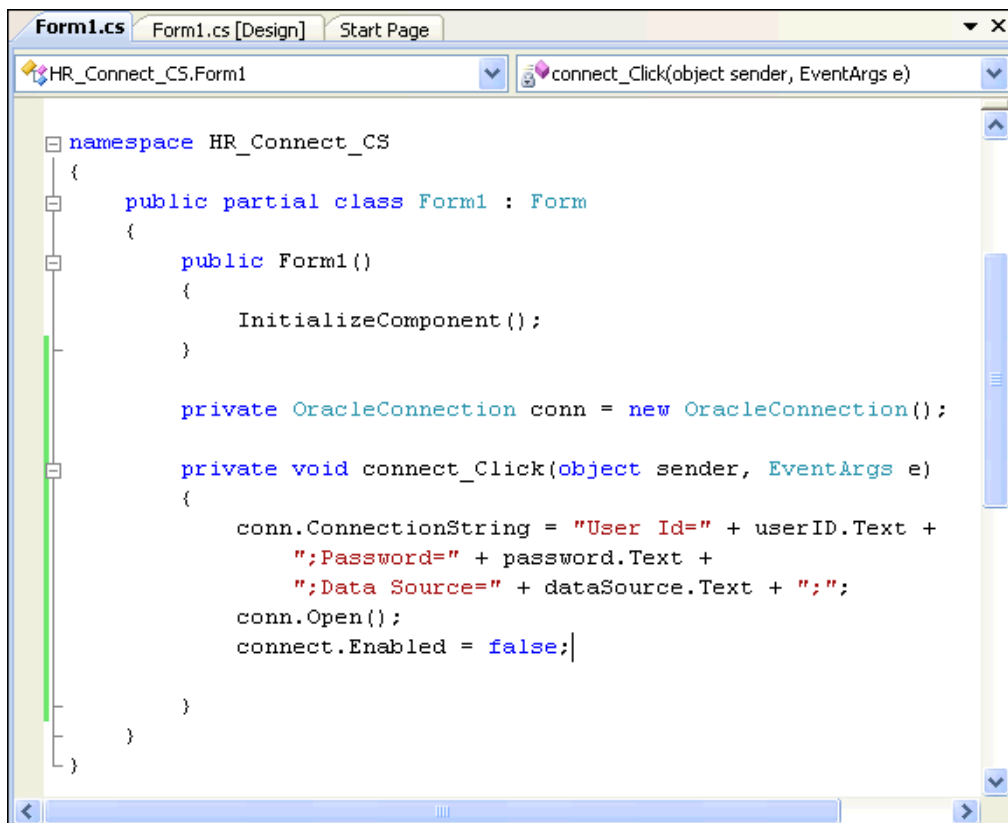 Form1.cs Form1.cs [Design] Start Page
HR_Connect_CS.Form1 connect_Click(object sender, EventArgs e)
namespace HR_Connect_CS
{
    public partial class Form1 : Form
    {
        public Form1()
        {
            InitializeComponent();
        }

        private OracleConnection conn = new OracleConnection();

        private void connect_Click(object sender, EventArgs e)
        {
            conn.ConnectionString = "User Id=" + userID.Text +
                ";Password=" + password.Text +
                ";Data Source=" + dataSource.Text + ";";
            conn.Open();
            connect.Enabled = false;

        }
    }
}